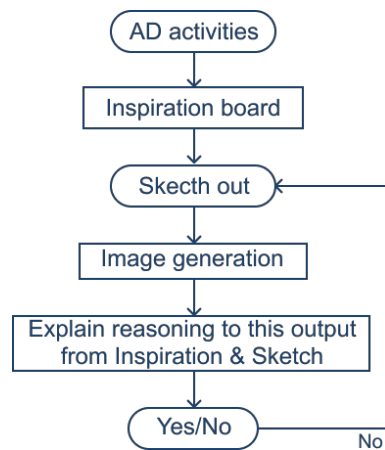 AD activities
Inspiration board
Skecth out
Image generation
Explain reasoning to this output
from Inspiration & Sketch
Yes/No
No